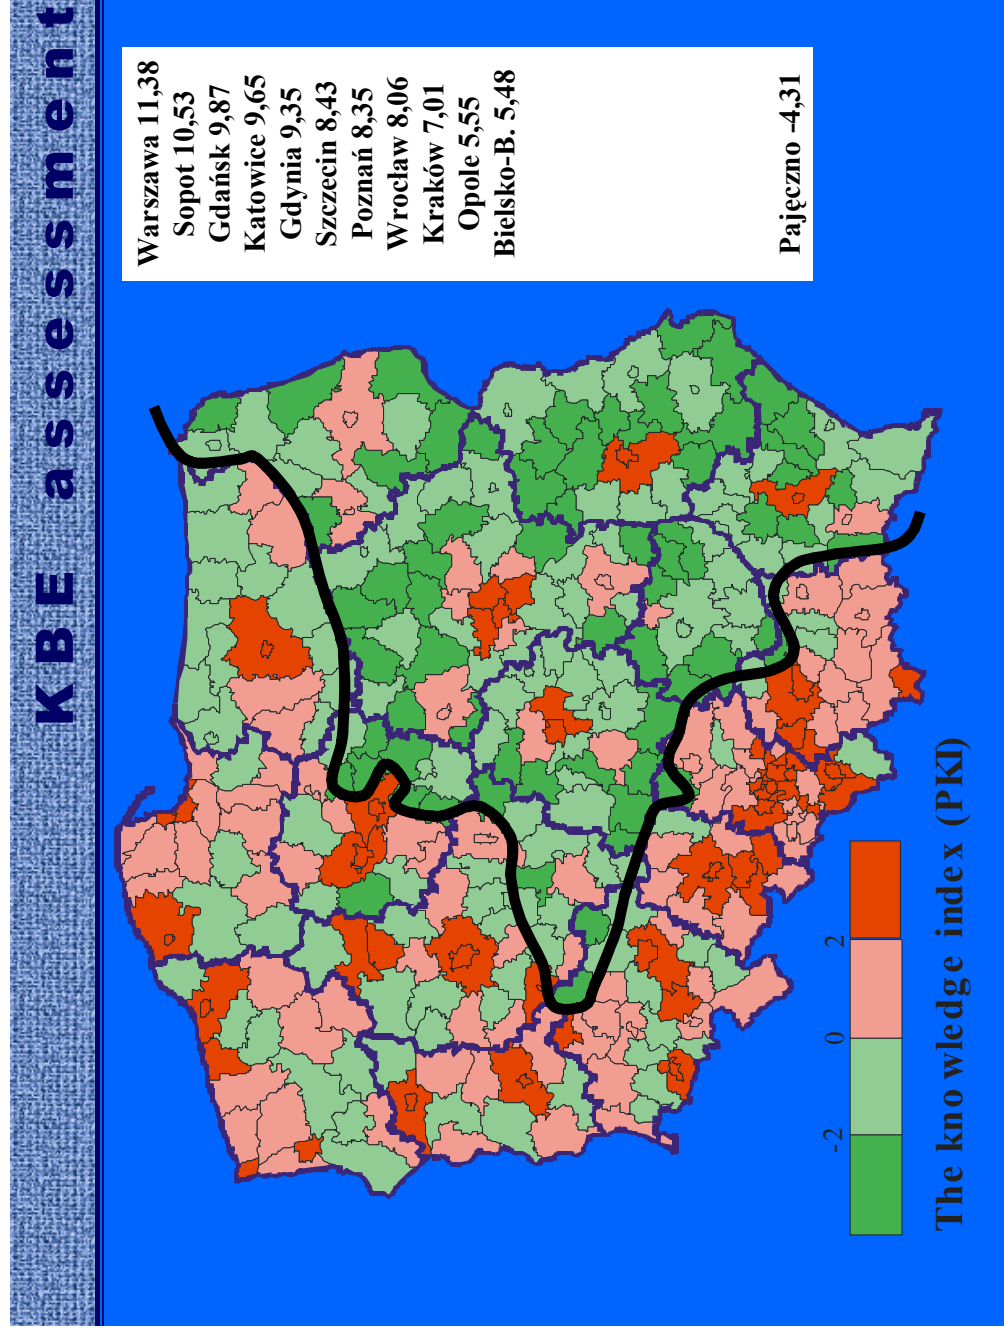 KBE assessment
Warszawa 11,38
Sopot 10,53
Gdańsk 9,87
Katowice 9,65
Gdynia 9,35
Szczecin 8,43
Poznań 8,35
Wrocław 8,06
Kraków 7,01
Opole 5,55
Bielsko-B. 5,48
Pajęczno -4,31
-2 0 2
The kno wledge index (PKI)